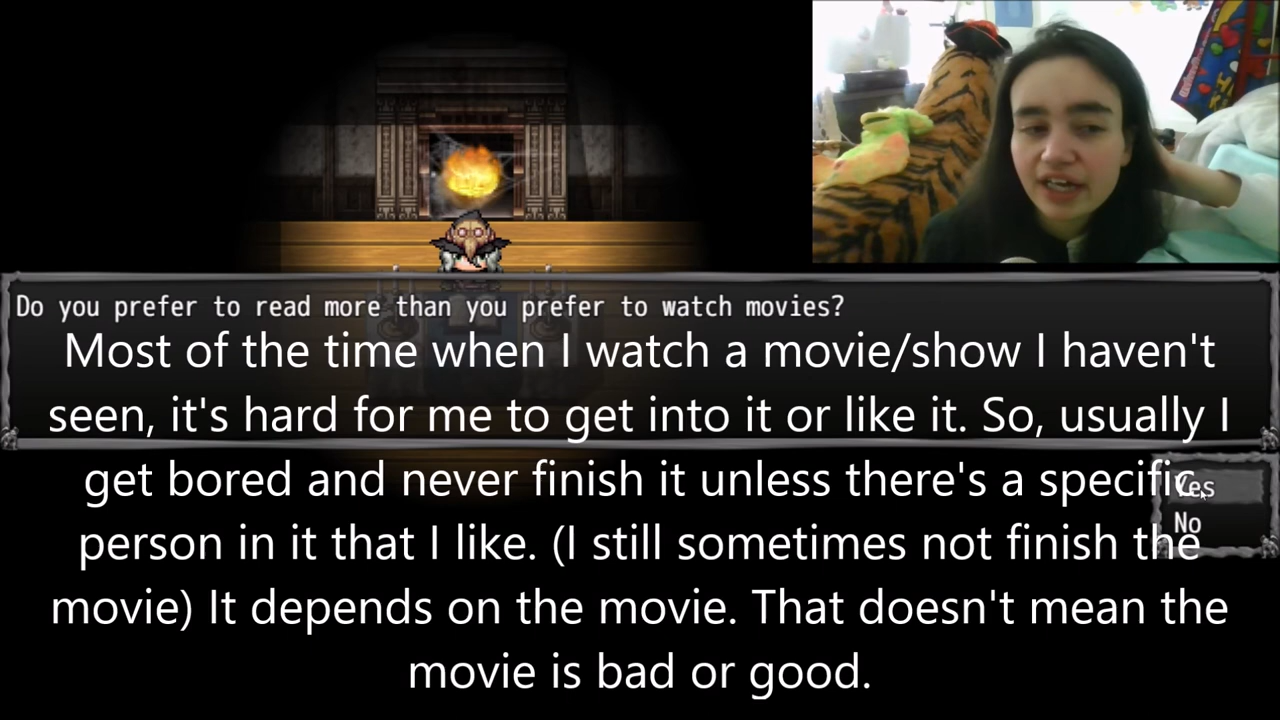 Do you prefer to read more than you prefer to watch movies?
Most of the time when I watch a movie/show I haven't
seen, it's hard for me to get into it or like it. So, usually I
get bored and never finish it unless there's a specific
person in it that I like. (I still sometimes not finish the
movie) It depends on the movie. That doesn't mean the
movie is bad or good.
Yes
No